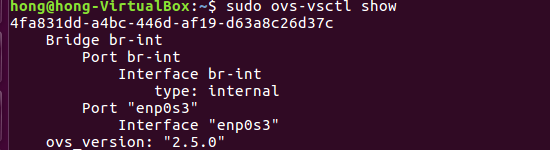 hong@hong-VirtualBox:~$ sudo ovs-vsctl show
4fa831dd-a4bc-446d-af19-d63a8c26d37c
    Bridge br-int
        Port br-int
            Interface br-int
                type: internal
        Port "enp0s3"
            Interface "enp0s3"
    ovs_version: "2.5.0"